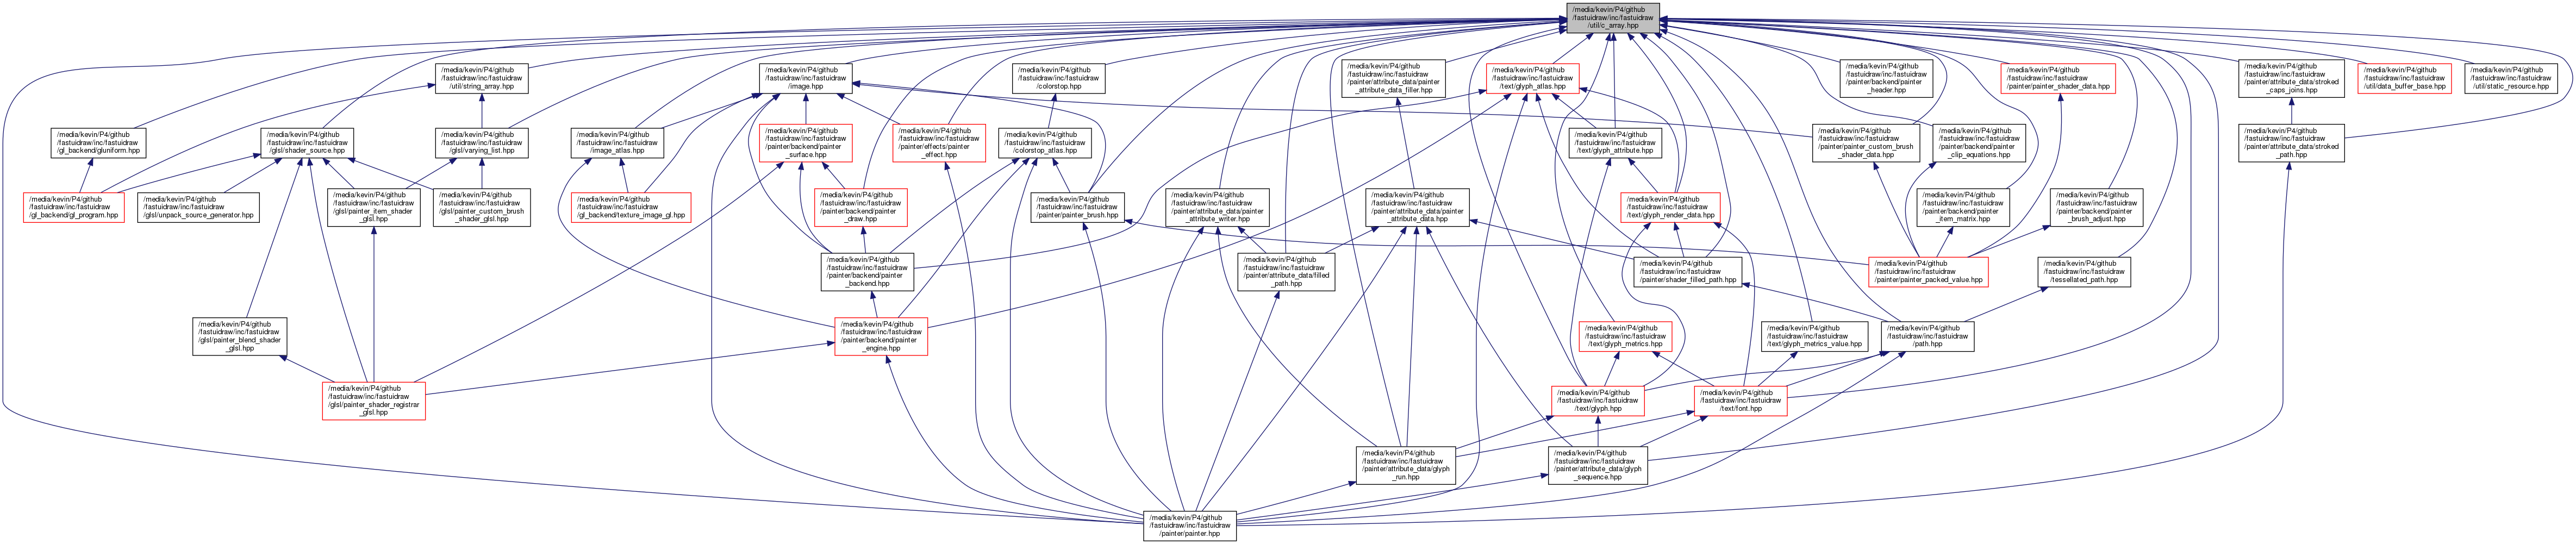 /media/kevin/P4/github
/fastuidraw/inc/fastuidraw
/util/c_array.hpp
/media/kevin/P4/github
/fastuidraw/inc/fastuidraw
/util/string_array.hpp
/media/kevin/P4/github
/fastuidraw/inc/fastuidraw
/image.hpp
/media/kevin/P4/github
/fastuidraw/inc/fastuidraw
/colorstop.hpp
/media/kevin/P4/github
/fastuidraw/inc/fastuidraw
/painter/attribute_data/painter
_attribute_data_filler.hpp
/media/kevin/P4/github
/fastuidraw/inc/fastuidraw
/text/glyph_atlas.hpp
/media/kevin/P4/github
/fastuidraw/inc/fastuidraw
/painter/backend/painter
_header.hpp
/media/kevin/P4/github
/fastuidraw/inc/fastuidraw
/painter/painter_shader_data.hpp
/media/kevin/P4/github
/fastuidraw/inc/fastuidraw
/painter/attribute_data/stroked
_caps_joins.hpp
/media/kevin/P4/github
/fastuidraw/inc/fastuidraw
/util/data_buffer_base.hpp
/media/kevin/P4/github
/fastuidraw/inc/fastuidraw
/util/static_resource.hpp
/media/kevin/P4/github
/fastuidraw/inc/fastuidraw
/gl_backend/gluniform.hpp
/media/kevin/P4/github
/fastuidraw/inc/fastuidraw
/glsl/shader_source.hpp
/media/kevin/P4/github
/fastuidraw/inc/fastuidraw
/glsl/varying_list.hpp
/media/kevin/P4/github
/fastuidraw/inc/fastuidraw
/image_atlas.hpp
/media/kevin/P4/github
/fastuidraw/inc/fastuidraw
/painter/backend/painter
_surface.hpp
/media/kevin/P4/github
/fastuidraw/inc/fastuidraw
/painter/effects/painter
_effect.hpp
/media/kevin/P4/github
/fastuidraw/inc/fastuidraw
/colorstop_atlas.hpp
/media/kevin/P4/github
/fastuidraw/inc/fastuidraw
/text/glyph_attribute.hpp
/media/kevin/P4/github
/fastuidraw/inc/fastuidraw
/painter/painter_custom_brush
_shader_data.hpp
/media/kevin/P4/github
/fastuidraw/inc/fastuidraw
/painter/backend/painter
_clip_equations.hpp
/media/kevin/P4/github
/fastuidraw/inc/fastuidraw
/painter/attribute_data/stroked
_path.hpp
/media/kevin/P4/github
/fastuidraw/inc/fastuidraw
/gl_backend/gl_program.hpp
/media/kevin/P4/github
/fastuidraw/inc/fastuidraw
/glsl/unpack_source_generator.hpp
/media/kevin/P4/github
/fastuidraw/inc/fastuidraw
/glsl/painter_item_shader
_glsl.hpp
/media/kevin/P4/github
/fastuidraw/inc/fastuidraw
/glsl/painter_custom_brush
_shader_glsl.hpp
/media/kevin/P4/github
/fastuidraw/inc/fastuidraw
/gl_backend/texture_image_gl.hpp
/media/kevin/P4/github
/fastuidraw/inc/fastuidraw
/painter/backend/painter
_draw.hpp
/media/kevin/P4/github
/fastuidraw/inc/fastuidraw
/painter/painter_brush.hpp
/media/kevin/P4/github
/fastuidraw/inc/fastuidraw
/painter/attribute_data/painter
_attribute_writer.hpp
/media/kevin/P4/github
/fastuidraw/inc/fastuidraw
/painter/attribute_data/painter
_attribute_data.hpp
/media/kevin/P4/github
/fastuidraw/inc/fastuidraw
/text/glyph_render_data.hpp
/media/kevin/P4/github
/fastuidraw/inc/fastuidraw
/painter/backend/painter
_item_matrix.hpp
/media/kevin/P4/github
/fastuidraw/inc/fastuidraw
/painter/backend/painter
_brush_adjust.hpp
/media/kevin/P4/github
/fastuidraw/inc/fastuidraw
/painter/backend/painter
_backend.hpp
/media/kevin/P4/github
/fastuidraw/inc/fastuidraw
/painter/attribute_data/filled
_path.hpp
/media/kevin/P4/github
/fastuidraw/inc/fastuidraw
/painter/shader_filled_path.hpp
/media/kevin/P4/github
/fastuidraw/inc/fastuidraw
/painter/painter_packed_value.hpp
/media/kevin/P4/github
/fastuidraw/inc/fastuidraw
/tessellated_path.hpp
/media/kevin/P4/github
/fastuidraw/inc/fastuidraw
/glsl/painter_blend_shader
_glsl.hpp
/media/kevin/P4/github
/fastuidraw/inc/fastuidraw
/painter/backend/painter
_engine.hpp
/media/kevin/P4/github
/fastuidraw/inc/fastuidraw
/text/glyph_metrics.hpp
/media/kevin/P4/github
/fastuidraw/inc/fastuidraw
/text/glyph_metrics_value.hpp
/media/kevin/P4/github
/fastuidraw/inc/fastuidraw
/path.hpp
/media/kevin/P4/github
/fastuidraw/inc/fastuidraw
/glsl/painter_shader_registrar
_glsl.hpp
/media/kevin/P4/github
/fastuidraw/inc/fastuidraw
/text/glyph.hpp
/media/kevin/P4/github
/fastuidraw/inc/fastuidraw
/text/font.hpp
/media/kevin/P4/github
/fastuidraw/inc/fastuidraw
/painter/attribute_data/glyph
_run.hpp
/media/kevin/P4/github
/fastuidraw/inc/fastuidraw
/painter/attribute_data/glyph
_sequence.hpp
/media/kevin/P4/github
/fastuidraw/inc/fastuidraw
/painter/painter.hpp